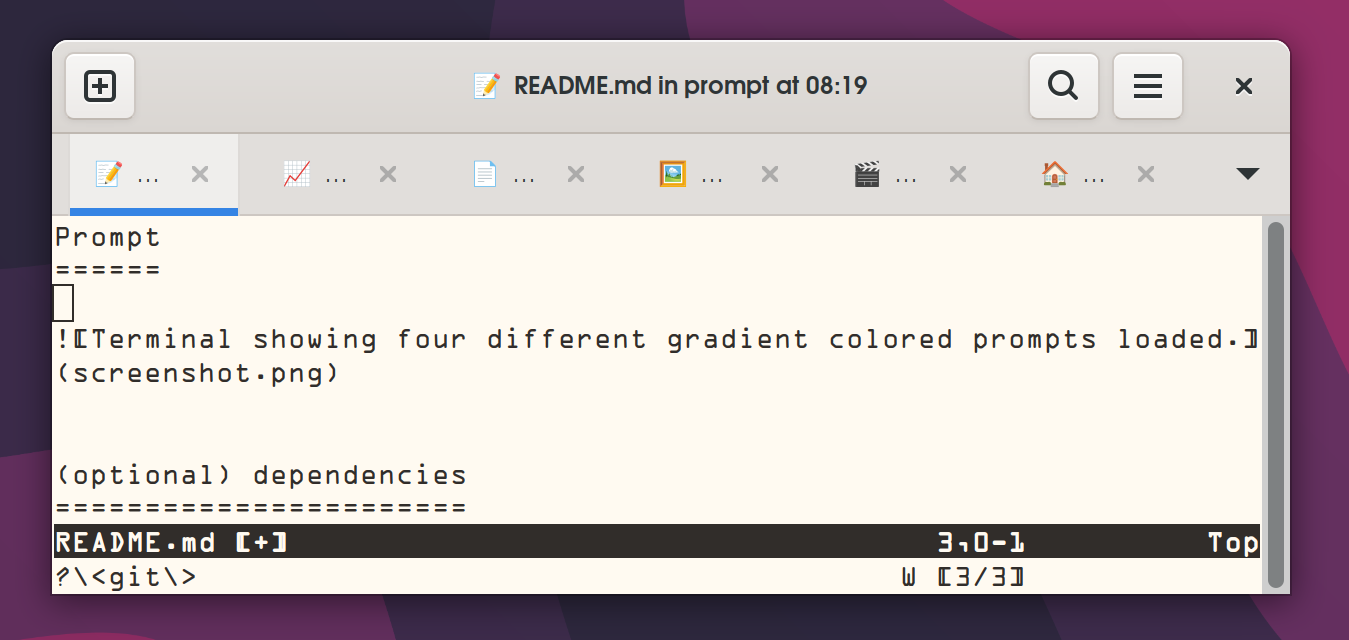 README.md in prompt at 08:19
... ... ... ... ... ...
Prompt
======
![Terminal showing four different gradient colored prompts loaded.]
(screenshot.png)
(optional) dependencies
=======================
README.md [+] 3,0-1 Top
?\<git\> W [3/3]